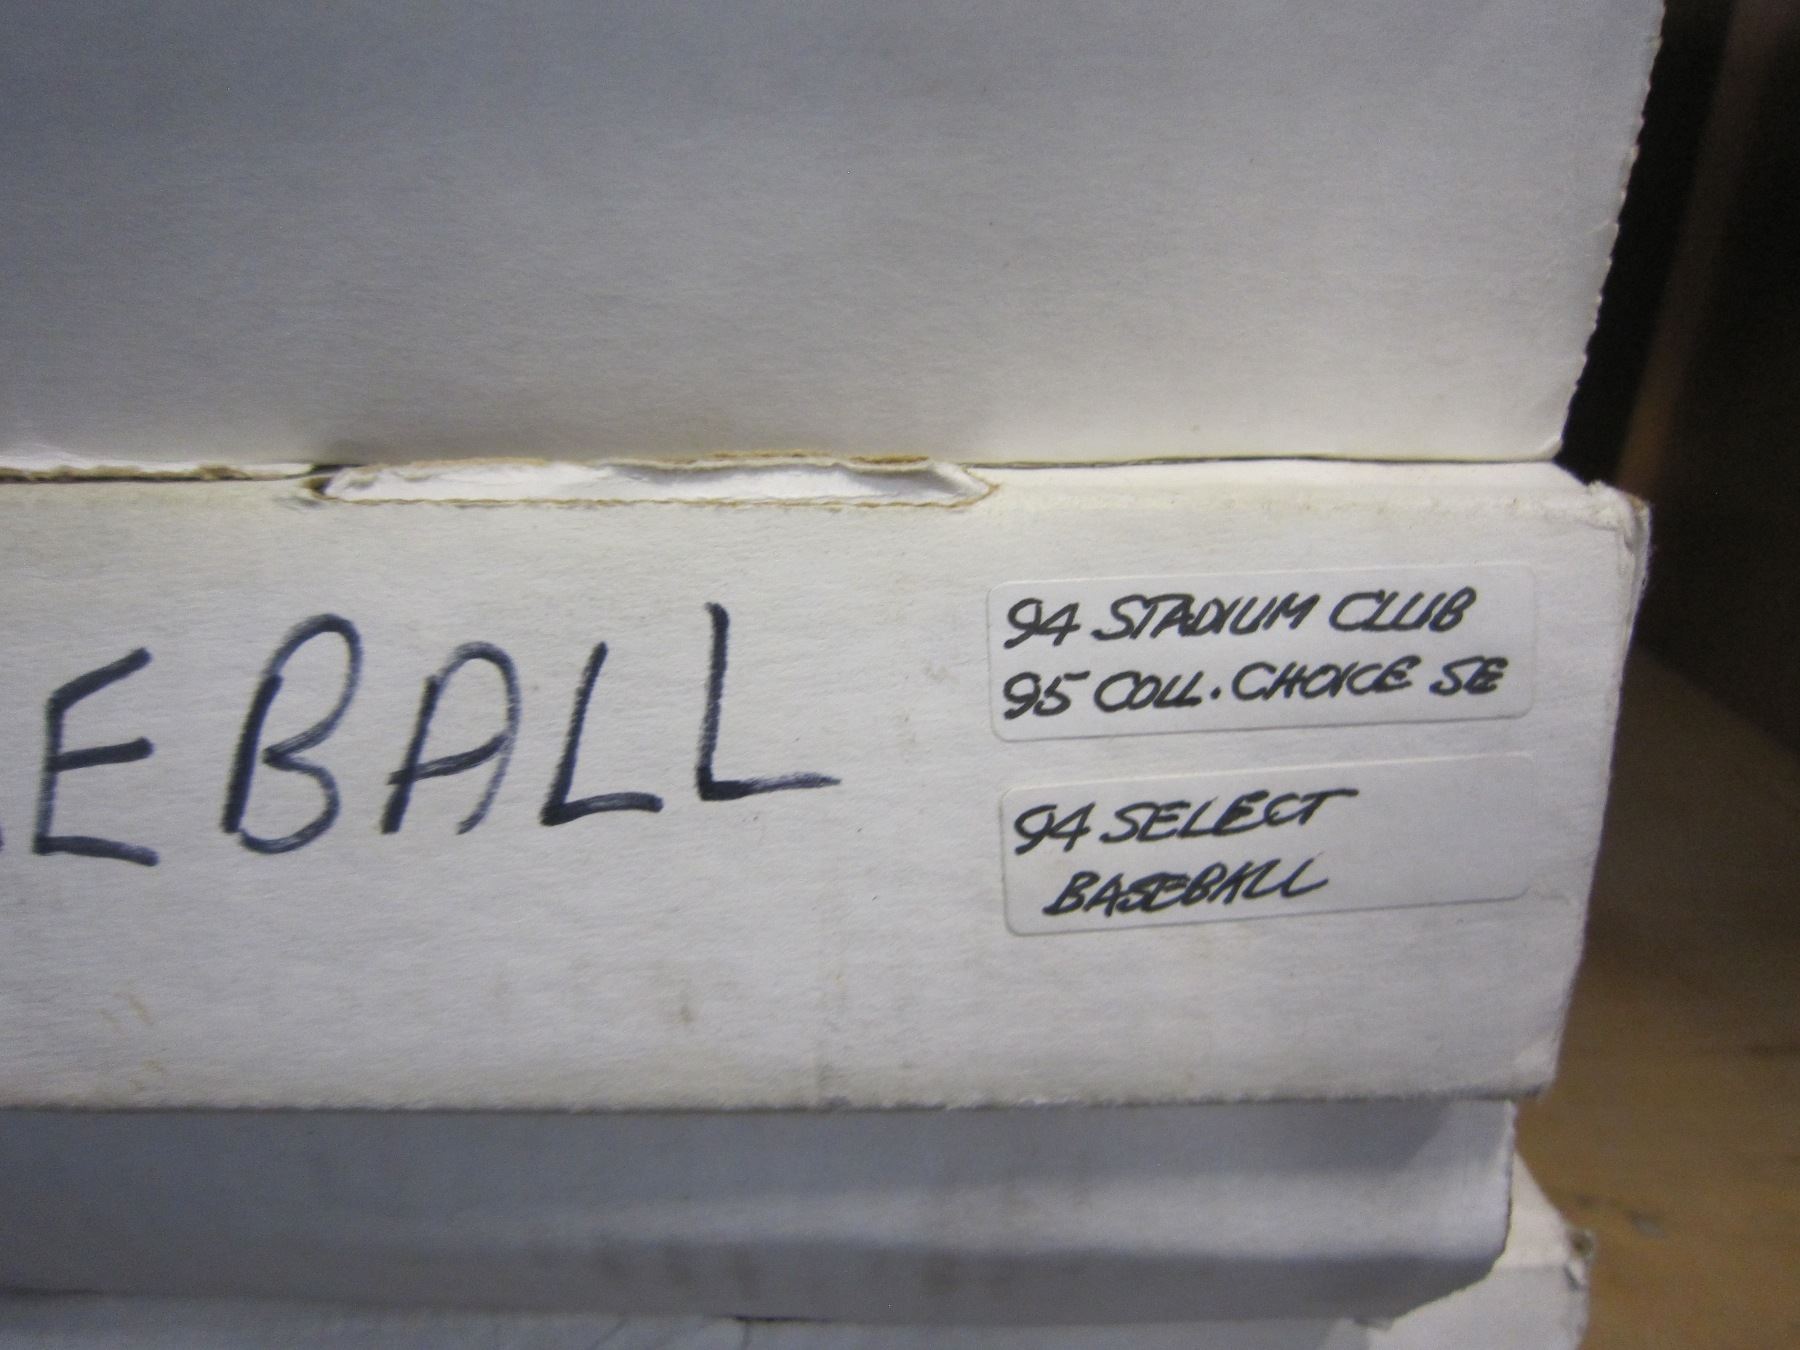 EBALL
94 STADIUM CLUB
95 COLL. CHOICE SE
94 SELECT
BASEBALL